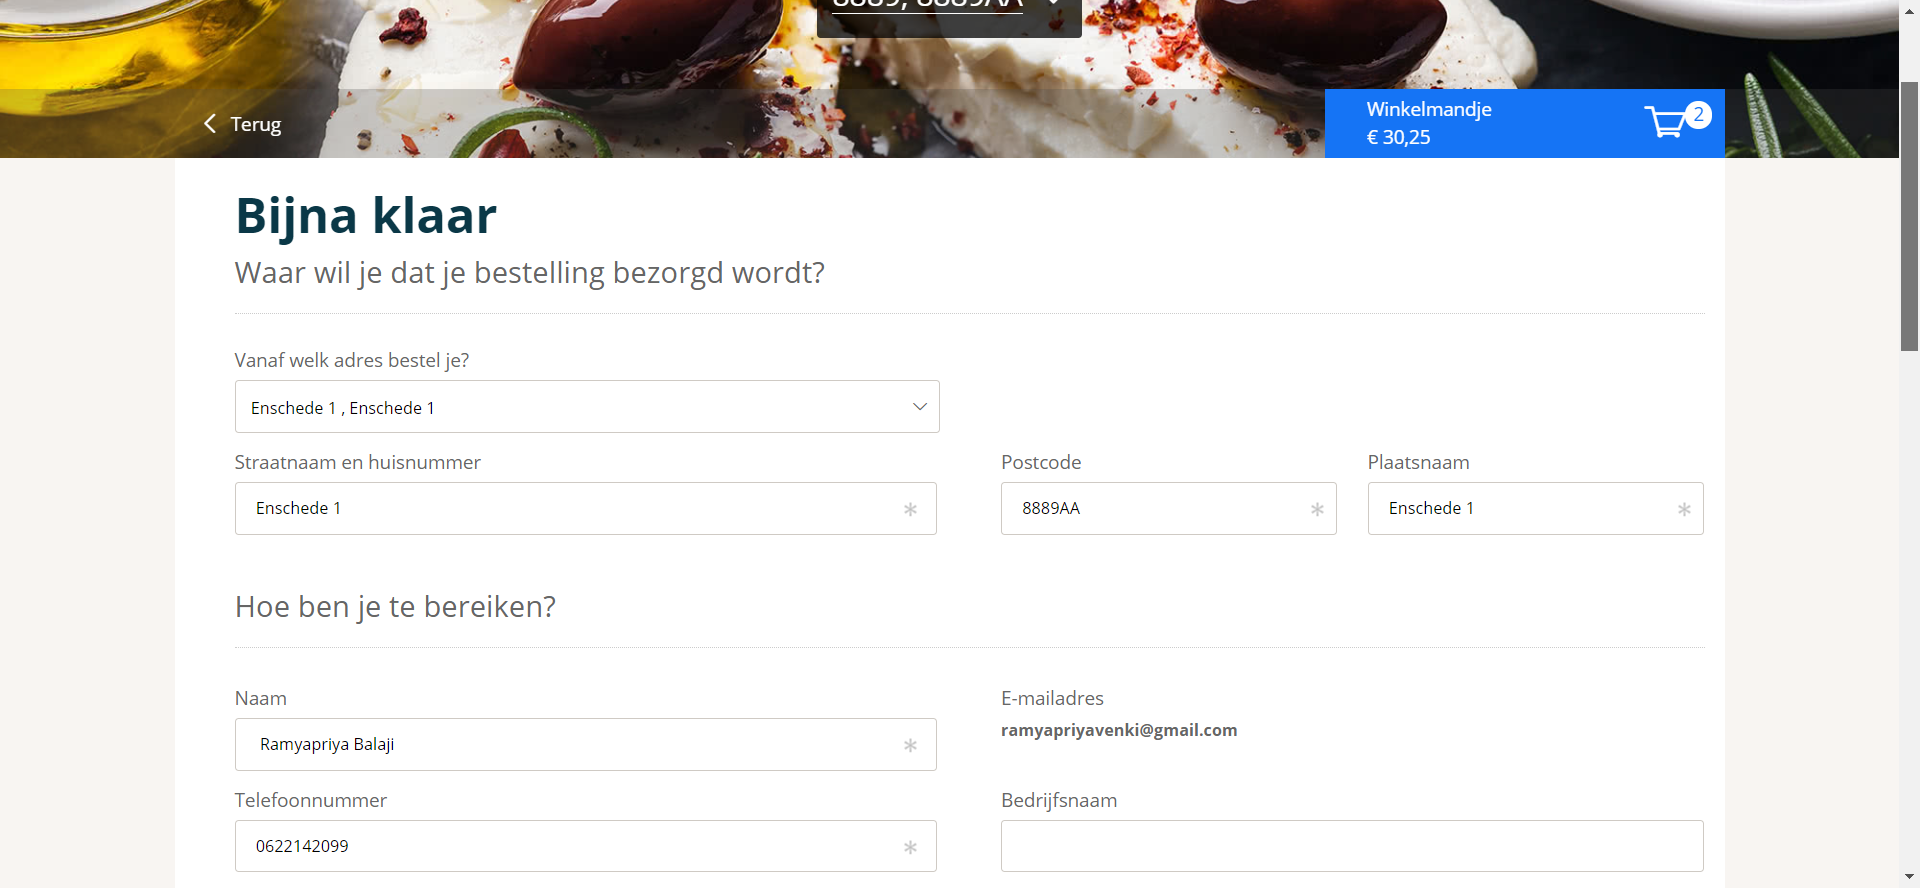 8889, 8889AA
Terug
Winkelmandje
€ 30,25
2
Bijna klaar
Waar wil je dat je bestelling bezorgd wordt?
Vanaf welk adres bestel je?
Enschede 1 , Enschede 1
Straatnaam en huisnummer
Postcode
Plaatsnaam
Enschede 1 *
8889AA *
Enschede 1 *
Hoe ben je te bereiken?
Naam
E-mailadres
Ramyapriya Balaji *
ramyapriyavenki@gmail.com
Telefoonnummer
Bedrijfsnaam
0622142099 *